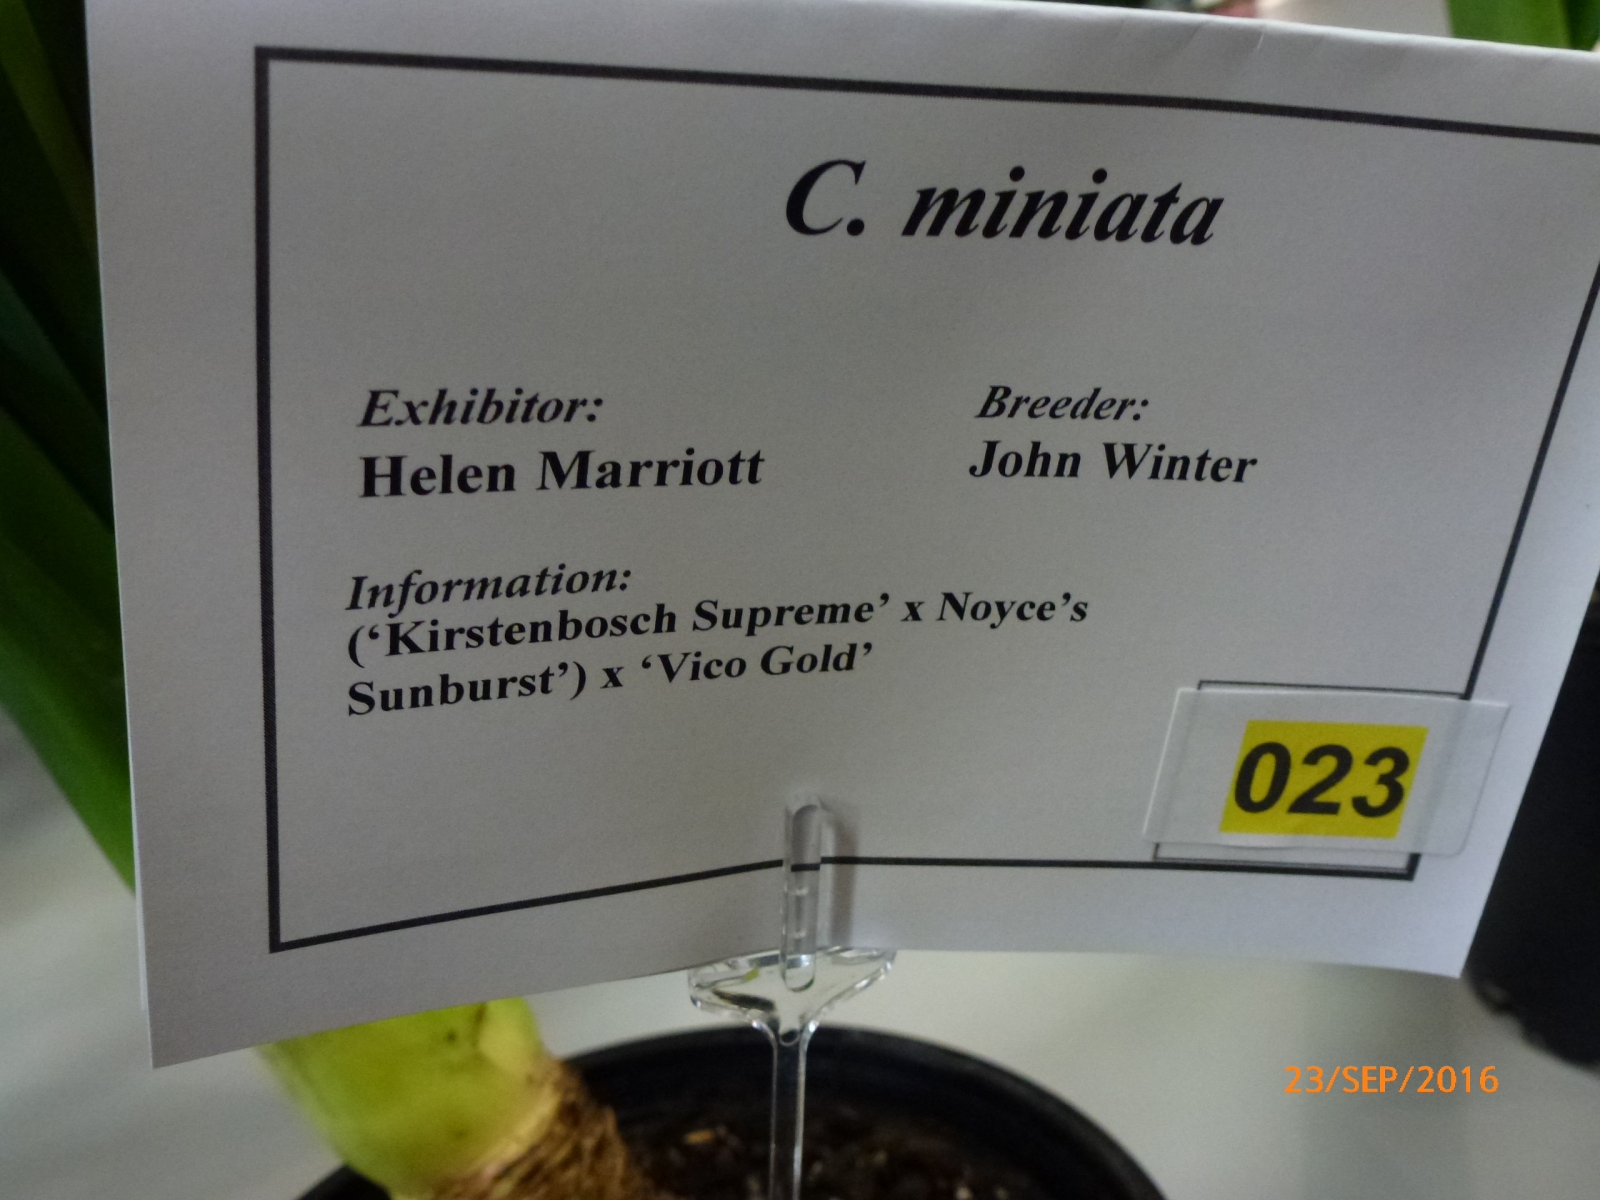 C. miniata
Exhibitor:
Helen Marriott
Breeder:
John Winter
Information:
(‘Kirstenbosch Supreme’ x Noyce’s
Sunburst’) x ‘Vico Gold’
023
23/SEP/2016